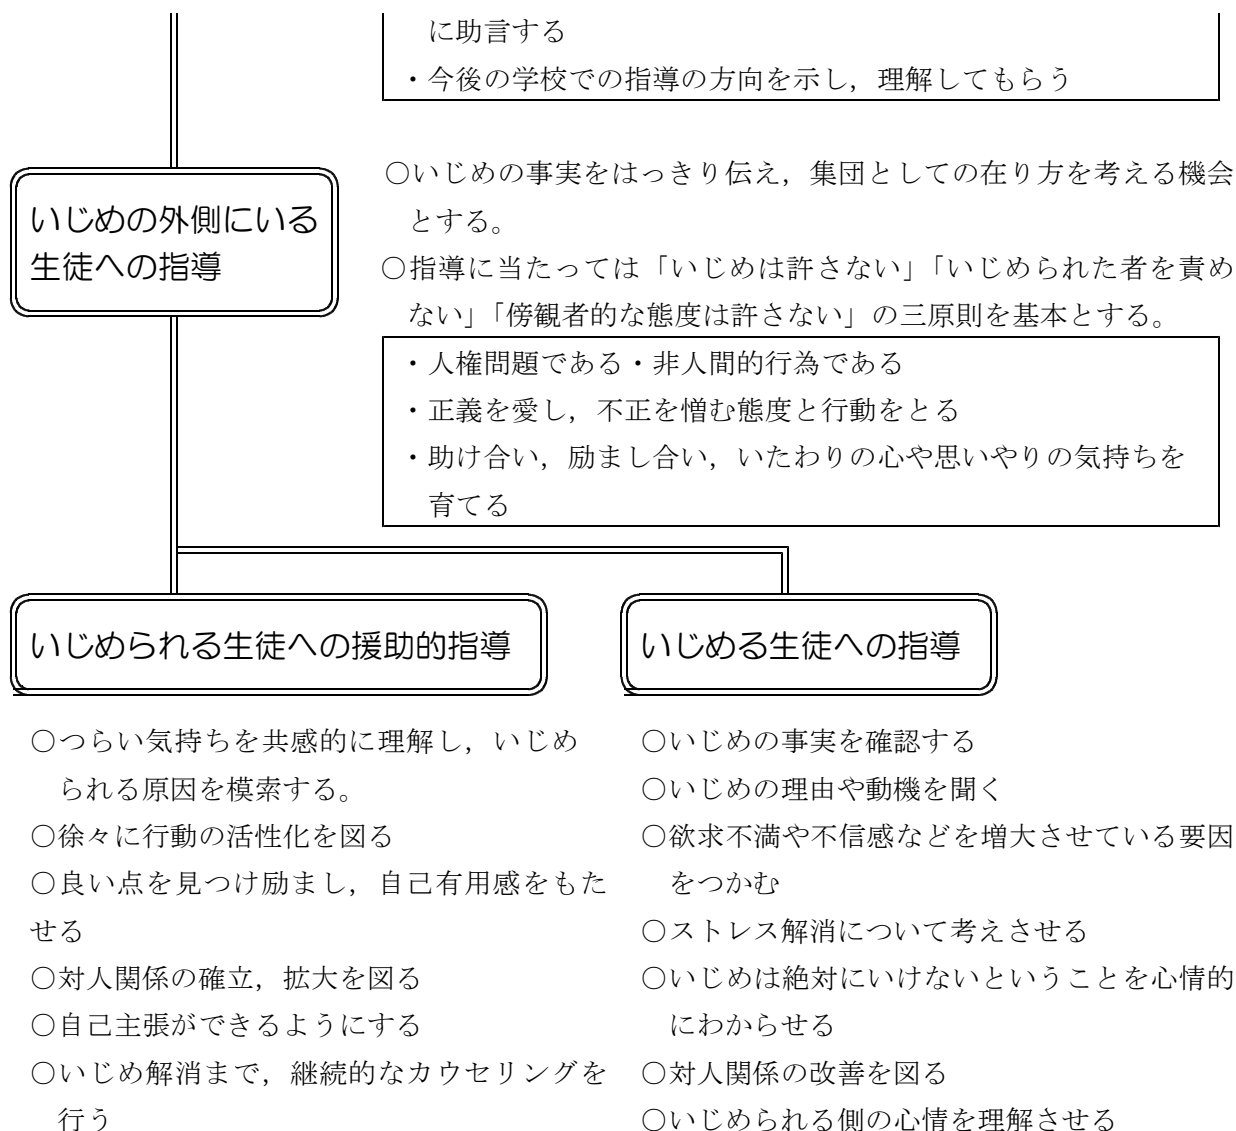 に助言する
・今後の学校での指導の方向を示し，理解してもらう
いじめの外側にいる
生徒への指導
○いじめの事実をはっきり伝え，集団としての在り方を考える機会
とする。
○指導に当たっては「いじめは許さない」「いじめられた者を責め
ない」「傍観者的な態度は許さない」の三原則を基本とする。
・人権問題である・非人間的行為である
・正義を愛し，不正を憎む態度と行動をとる
・助け合い，励まし合い，いたわりの心や思いやりの気持ちを
育てる
いじめられる生徒への援助的指導
○つらい気持ちを共感的に理解し，いじめ
られる原因を模索する。
○徐々に行動の活性化を図る
○良い点を見つけ励まし，自己有用感をもた
せる
○対人関係の確立，拡大を図る
○自己主張ができるようにする
○いじめ解消まで，継続的なカウセリングを
行う
いじめる生徒への指導
○いじめの事実を確認する
○いじめの理由や動機を聞く
○欲求不満や不信感などを増大させている要因
をつかむ
○ストレス解消について考えさせる
○いじめは絶対にいけないということを心情的
にわからせる
○対人関係の改善を図る
○いじめられる側の心情を理解させる